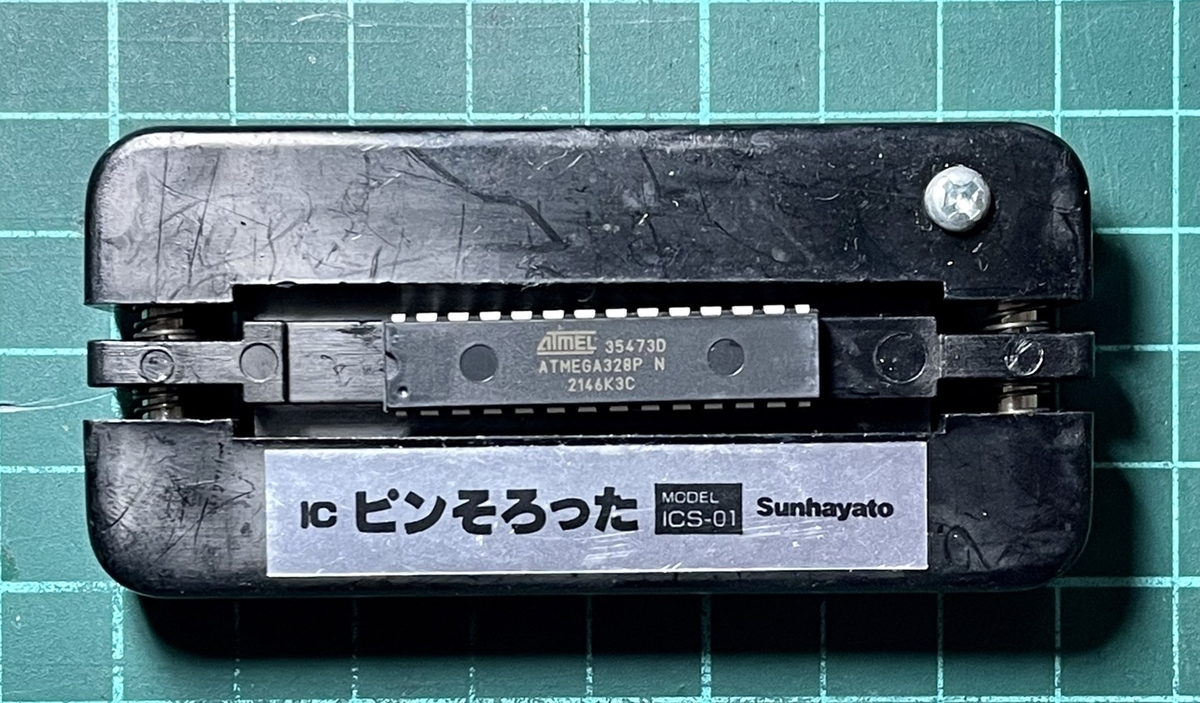 ATMEL 35473D
ATMEGA328P N
2146K3C
IC ピンそろった MODEL ICS-01 Sunhayato